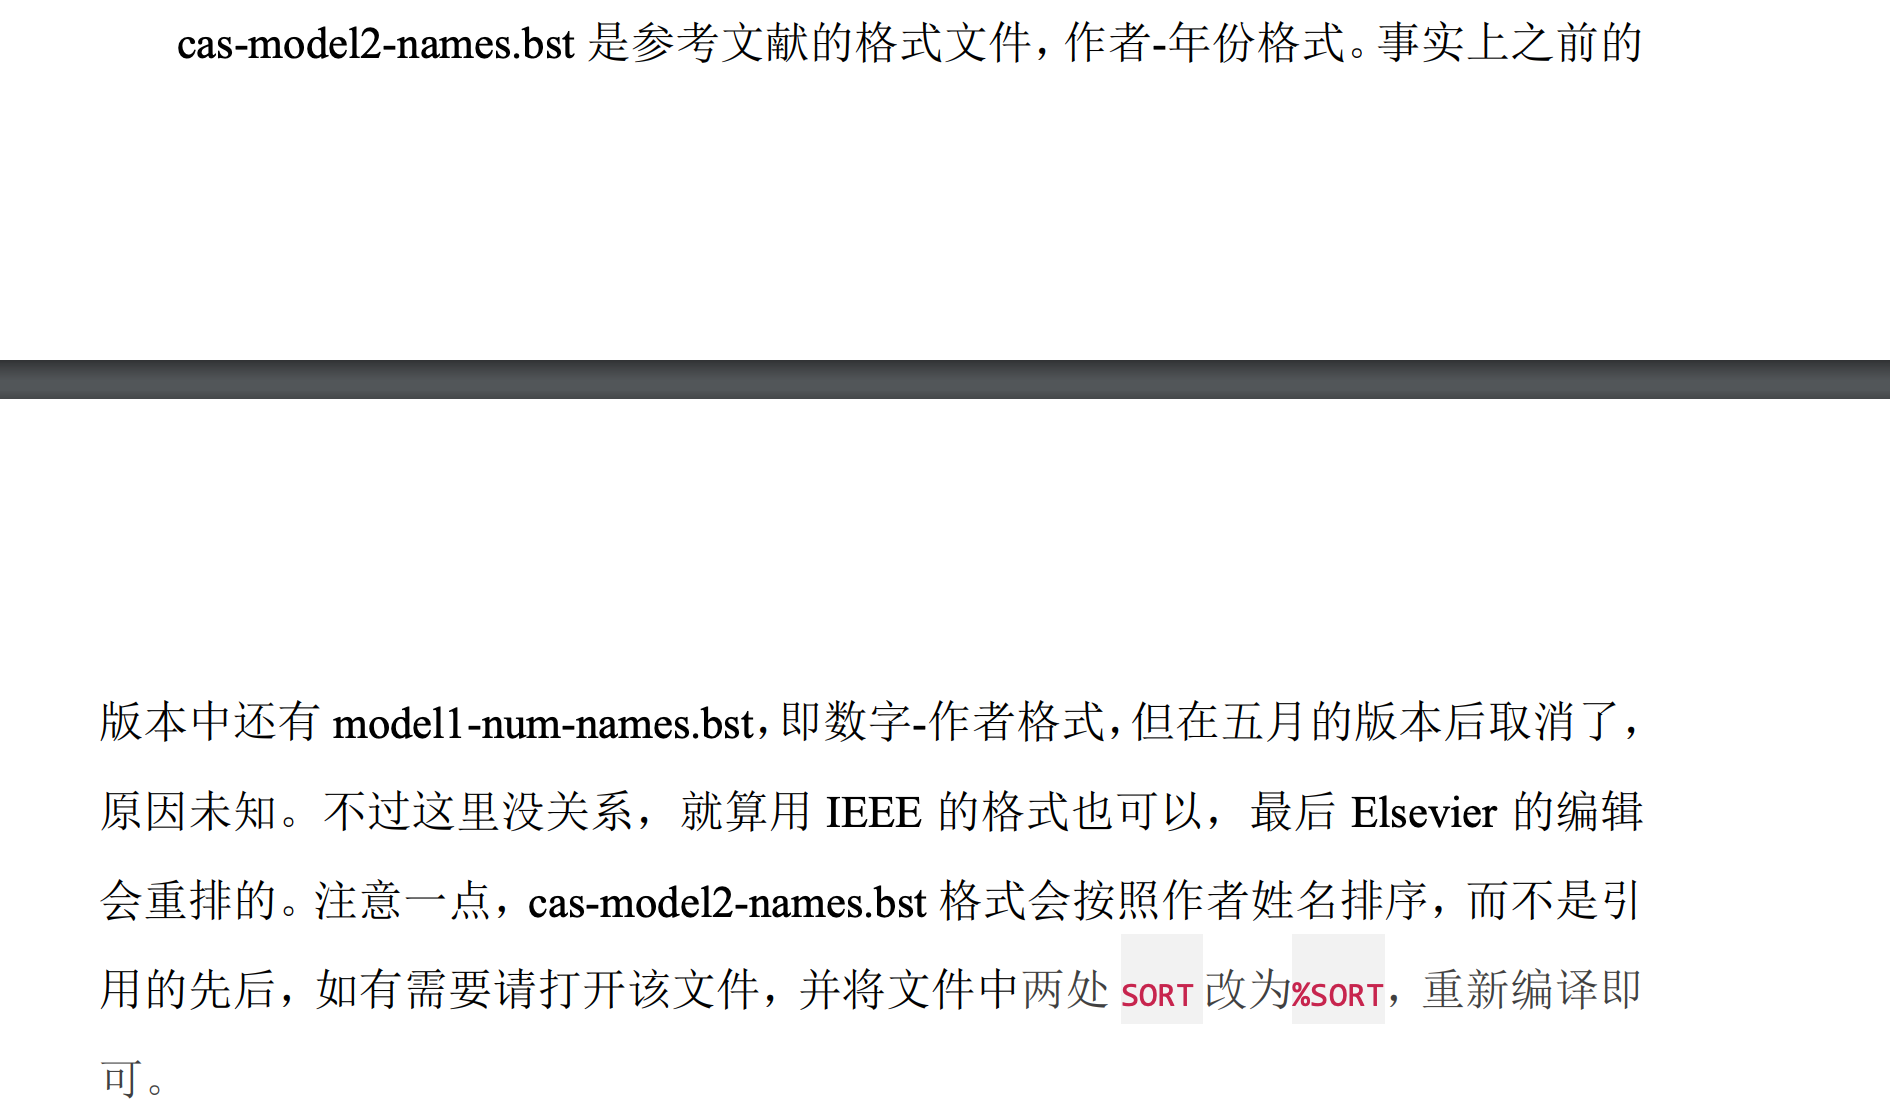 cas-model2-names.bst 是参考文献的格式文件，作者-年份格式。事实上之前的
版本中还有 model1-num-names.bst，即数字-作者格式，但在五月的版本后取消了，
原因未知。不过这里没关系，就算用 IEEE 的格式也可以，最后 Elsevier 的编辑
会重排的。注意一点，cas-model2-names.bst 格式会按照作者姓名排序，而不是引
用的先后，如有需要请打开该文件，并将文件中两处 SORT 改为%SORT，重新编译即
可。